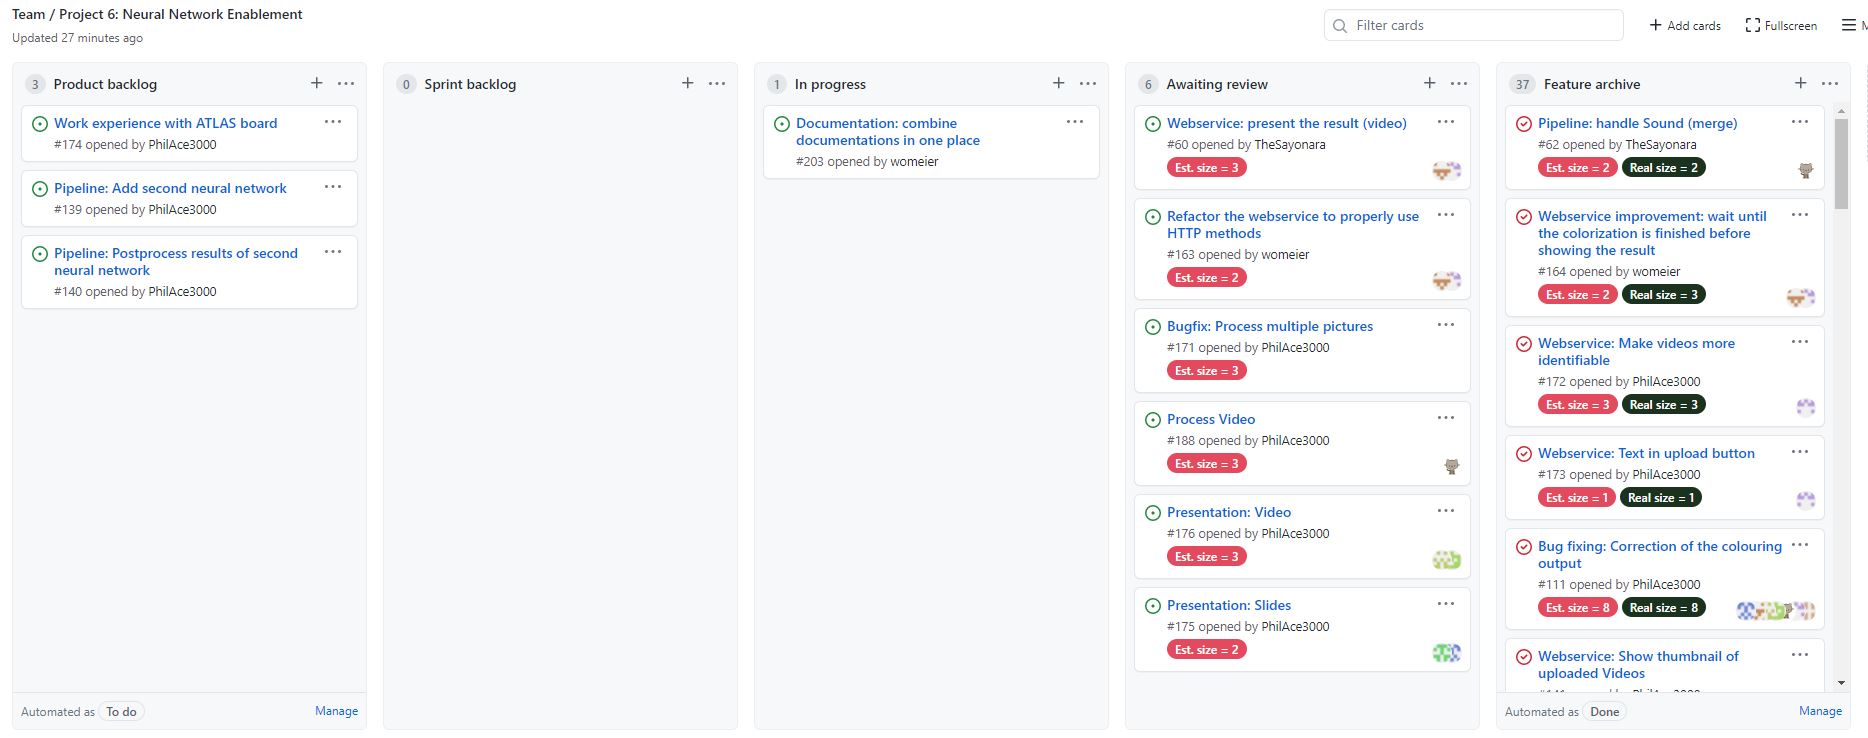 Team / Project 6: Neural Network Enablement
Updated 27 minutes ago
Filter cards
Add cards
Fullscreen
3 Product backlog
Work experience with ATLAS board
#174 opened by PhilAce3000
Pipeline: Add second neural network
#139 opened by PhilAce3000
Pipeline: Postprocess results of second
neural network
#140 opened by PhilAce3000
Automated as To do
Manage
0 Sprint backlog
1 In progress
Documentation: combine
documentations in one place
#203 opened by womeier
6 Awaiting review
Webservice: present the result (video)
#60 opened by TheSayonara
Est. size = 3
Refactor the webservice to properly use
HTTP methods
#163 opened by womeier
Est. size = 2
Bugfix: Process multiple pictures
#171 opened by PhilAce3000
Est. size = 3
Process Video
#188 opened by PhilAce3000
Est. size = 3
Presentation: Video
#176 opened by PhilAce3000
Est. size = 3
Presentation: Slides
#175 opened by PhilAce3000
Est. size = 2
37 Feature archive
Pipeline: handle Sound (merge)
#62 opened by TheSayonara
Est. size = 2 Real size = 2
Webservice improvement: wait until
the colorization is finished before
showing the result
#164 opened by womeier
Est. size = 2 Real size = 3
Webservice: Make videos more
identifiable
#172 opened by PhilAce3000
Est. size = 3 Real size = 3
Webservice: Text in upload button
#173 opened by PhilAce3000
Est. size = 1 Real size = 1
Bug fixing: Correction of the colouring
output
#111 opened by PhilAce3000
Est. size = 8 Real size = 8
Webservice: Show thumbnail of
uploaded Videos
Automated as Done
Manage